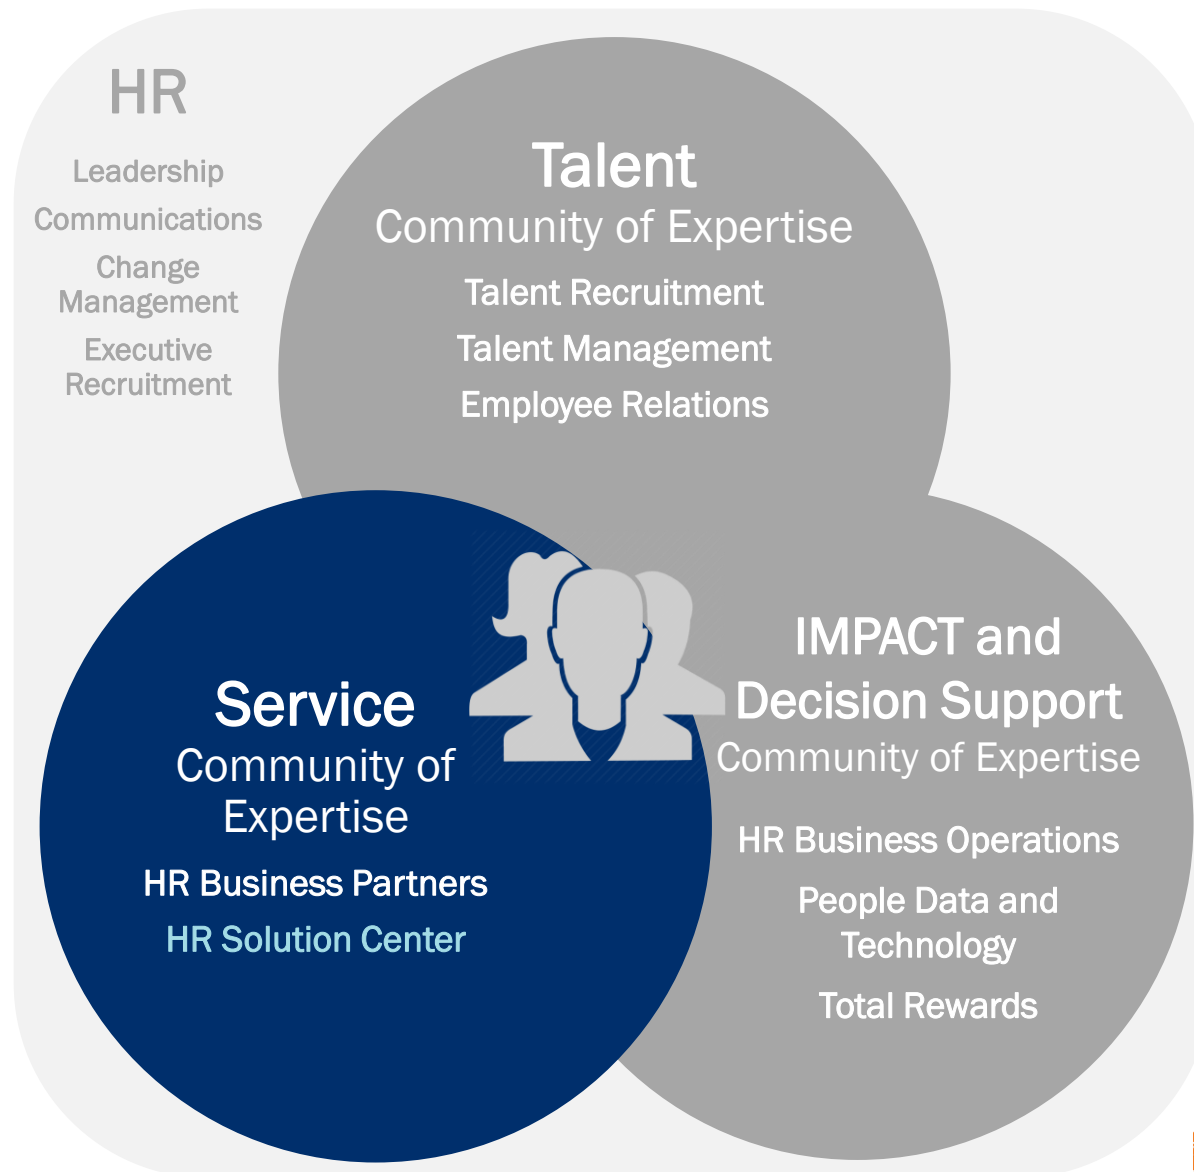 HR
Leadership
Communications
Change
Management
Executive
Recruitment
Talent
Community of Expertise
Talent Recruitment
Talent Management
Employee Relations
Service
Community of
Expertise
HR Business Partners
HR Solution Center
IMPACT and
Decision Support
Community of Expertise
HR Business Operations
People Data and
Technology
Total Rewards